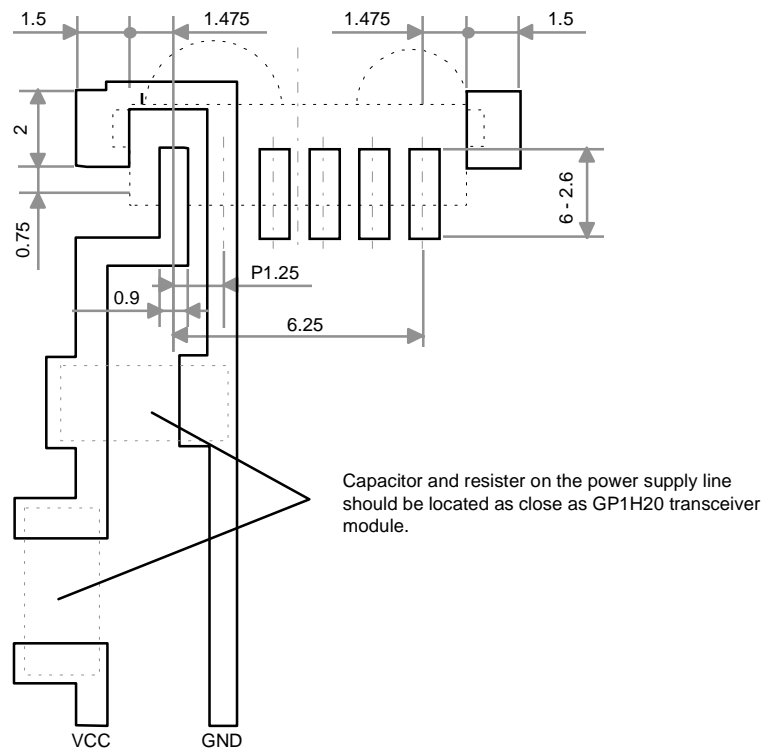 1.5
1.475
1.475
1.5
2
0.75
6 - 2.6
P1.25
0.9
6.25
Capacitor and resister on the power supply line
should be located as close as GP1H20 transceiver
module.
VCC
GND